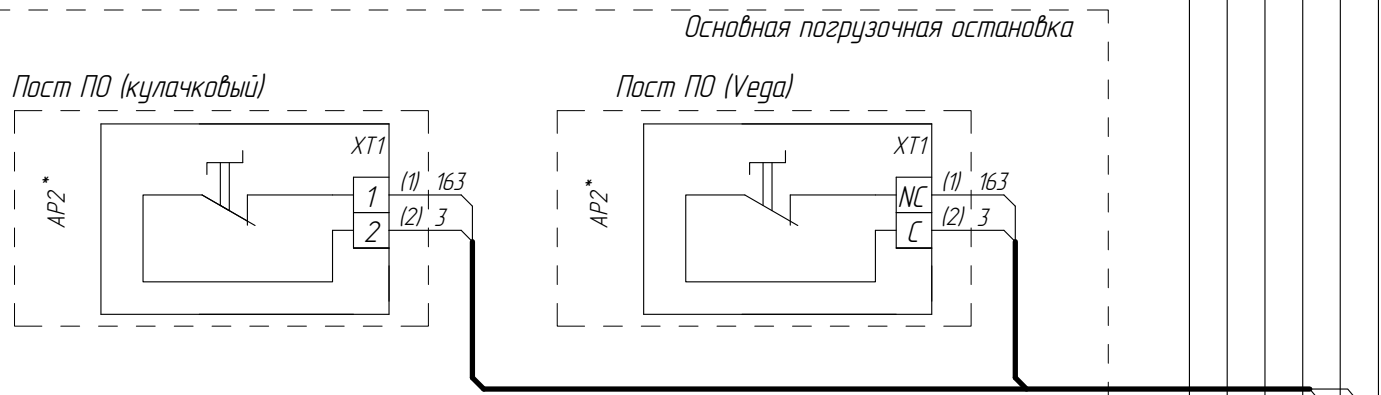 Основная погрузочная остановка
Пост ПО (кулачковый)
Пост ПО (Vega)
AP2*
XT1
1
(1) 163
2
(2) 3
AP2*
XT1
NC
(1) 163
C
(2) 3